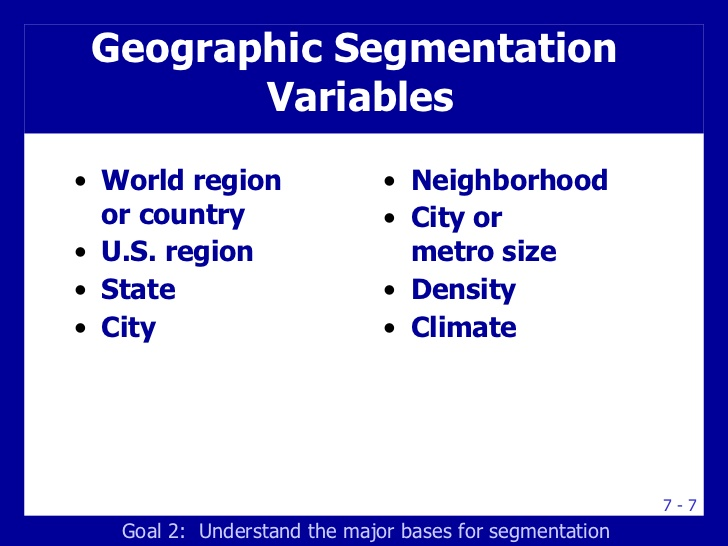 Geographic Segmentation
Variables
• World region
or country
• U.S. region
• State
• City
• Neighborhood
• City or
metro size
• Density
• Climate
7 - 7
Goal 2:  Understand the major bases for segmentation